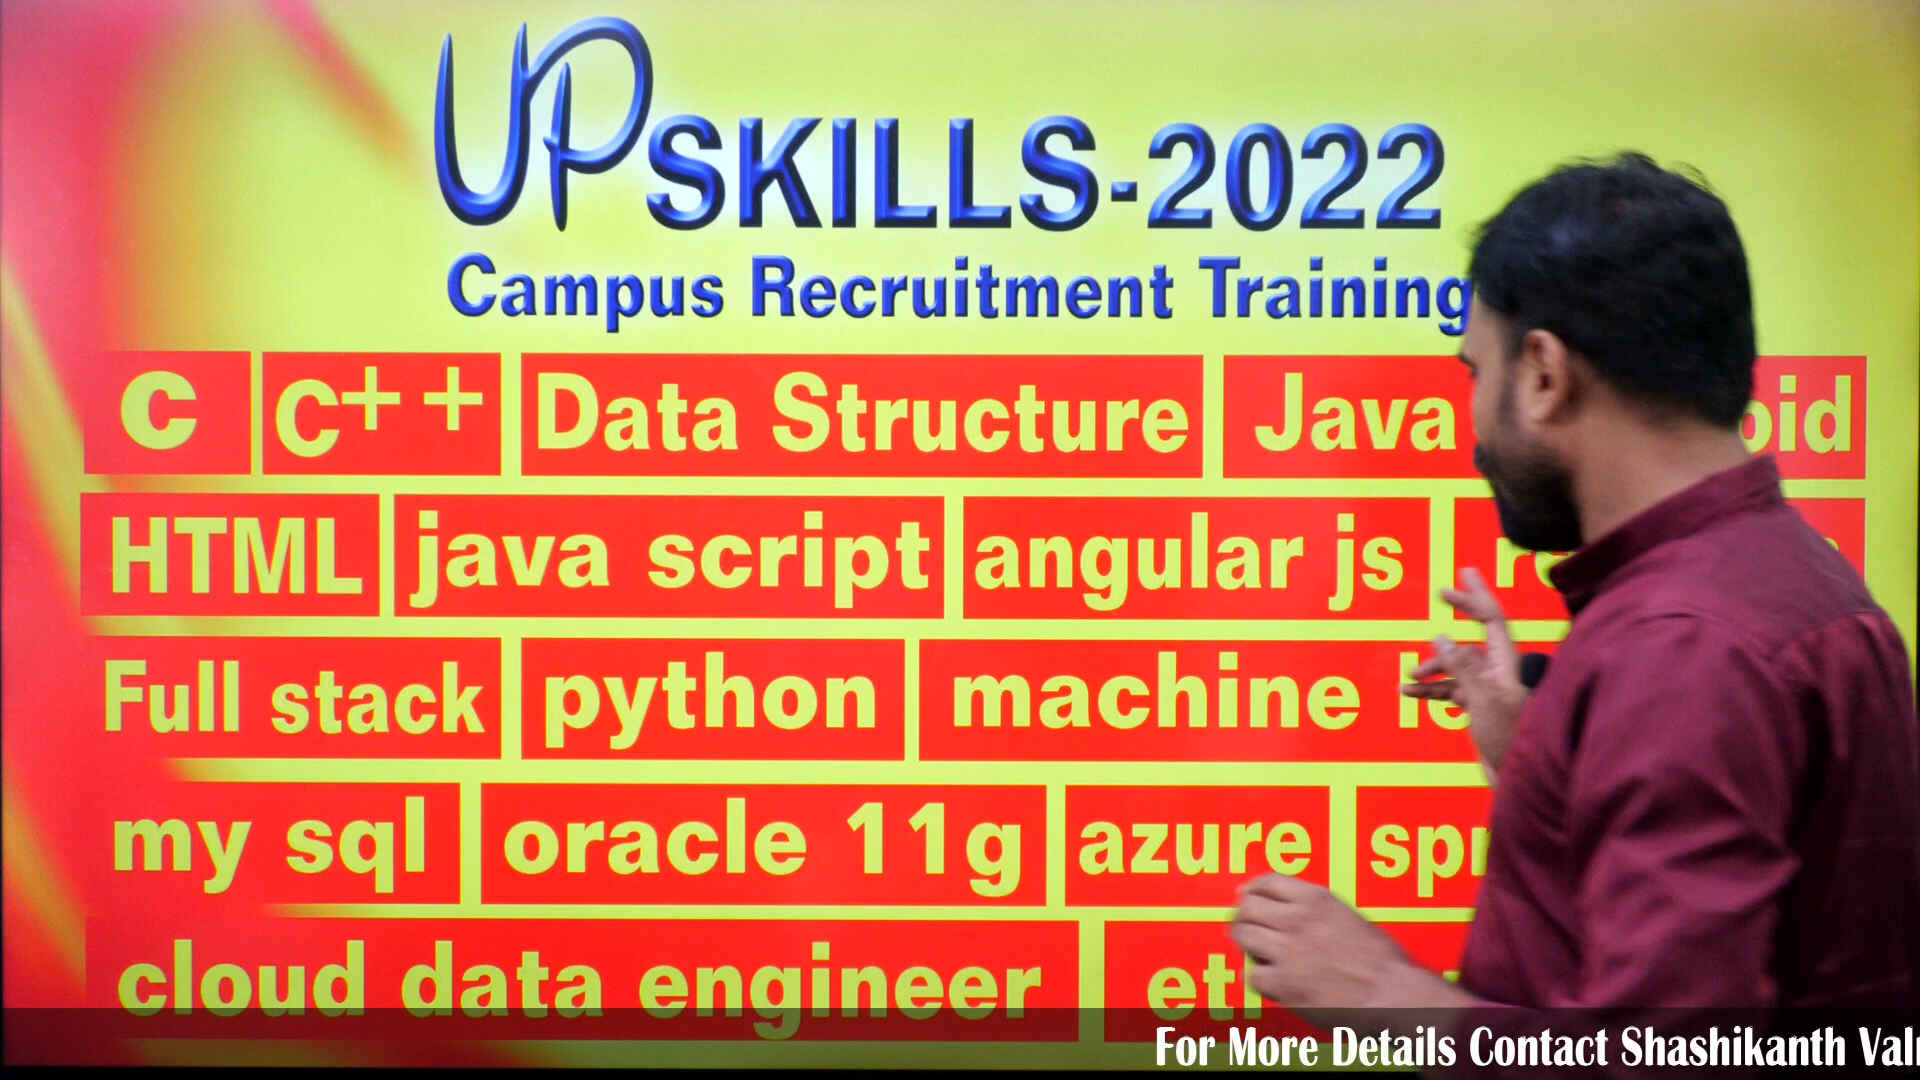 UPSKILLS-2022
Campus Recruitment Training
C C++ Data Structure Java
HTML java script angular js
Full stack python machine
my sql oracle 11g azure
cloud data engineer
For More Details Contact Shashikanth